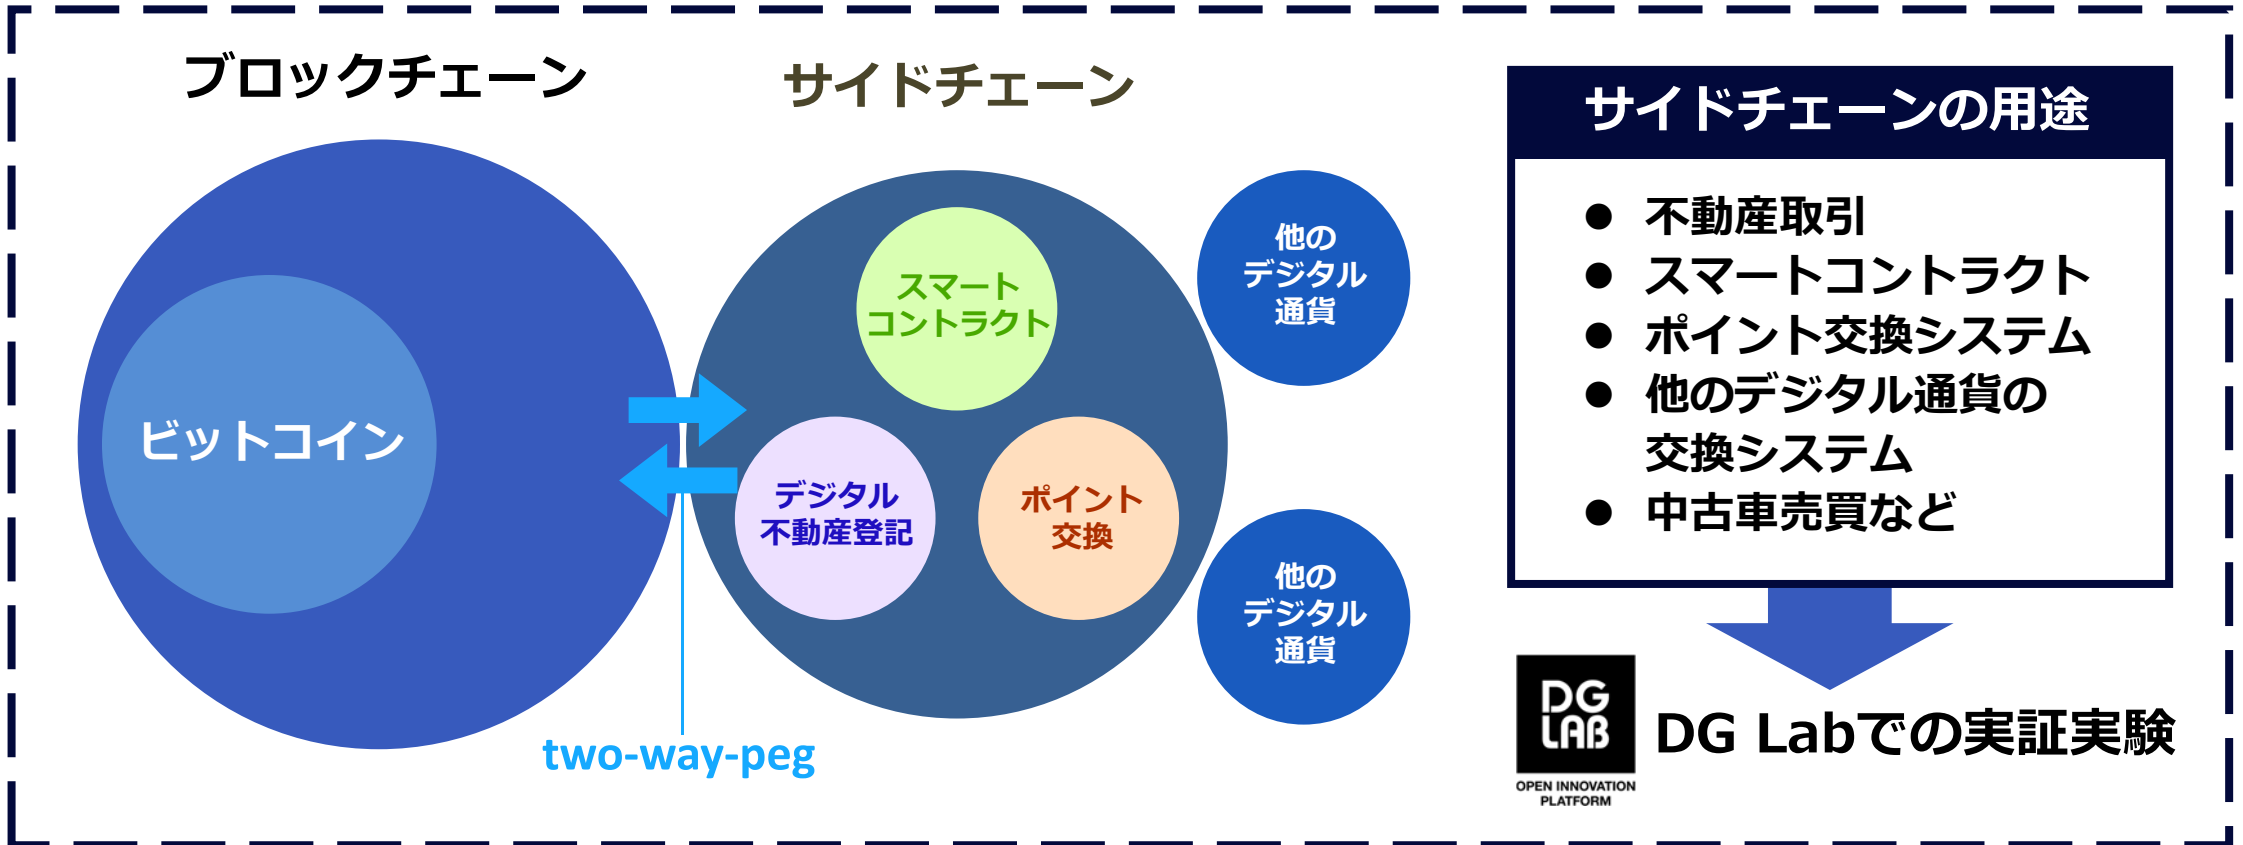 ブロックチェーン
サイドチェーン
ビットコイン
スマート
コントラクト
デジタル
不動産登記
ポイント
交換
他の
デジタル
通貨
他の
デジタル
通貨
two-way-peg
サイドチェーンの用途
● 不動産取引
● スマートコントラクト
● ポイント交換システム
● 他のデジタル通貨の
交換システム
● 中古車売買など
DG
LAB
OPEN INNOVATION
PLATFORM
DG Labでの実証実験